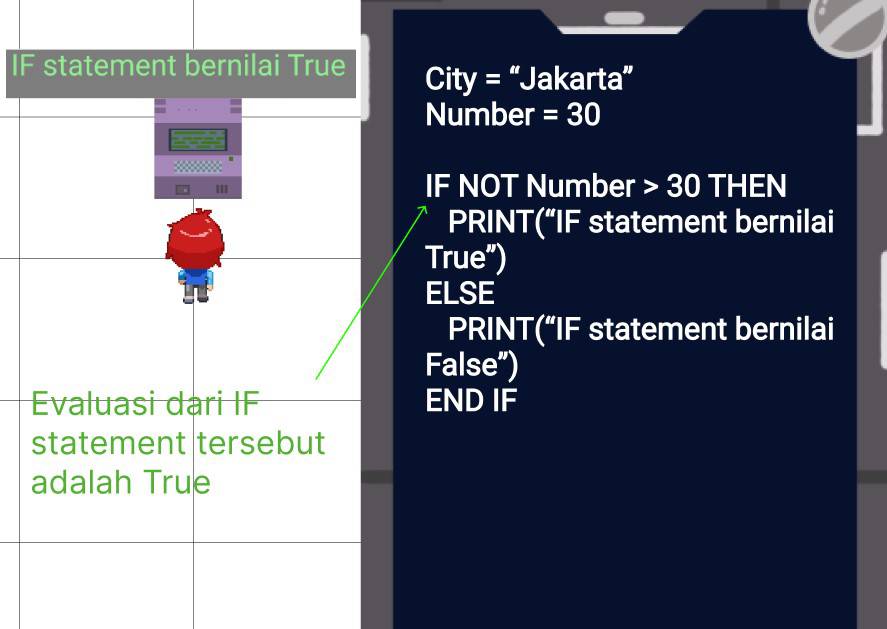 IF statement bernilai True
Evaluasi dari IF
statement tersebut
adalah True
City = “Jakarta”
Number = 30
IF NOT Number > 30 THEN
PRINT(“IF statement bernilai
True”)
ELSE
PRINT(“IF statement bernilai
False”)
END IF